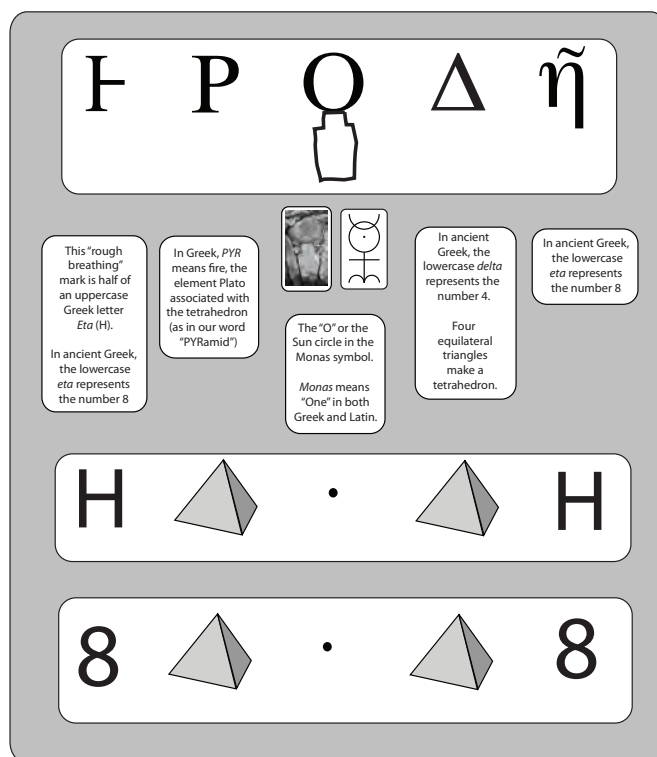 Ͱ Ρ Ο Δ η̃
This “rough
breathing”
mark is half of
an uppercase
Greek letter
Eta (H).
In ancient Greek,
the lowercase
eta represents
the number 8
In Greek, PYR
means fire, the
element Plato
associated with
the tetrahedron
(as in our word
“PYRamid”)
The “O” or the
Sun circle in the
Monas symbol.
Monas means
“One” in both
Greek and Latin.
In ancient
Greek, the
lowercase delta
represents the
number 4.
Four
equilateral
triangles
make a
tetrahedron.
In ancient Greek,
the lowercase
eta represents
the number 8
H · H
8 · 8